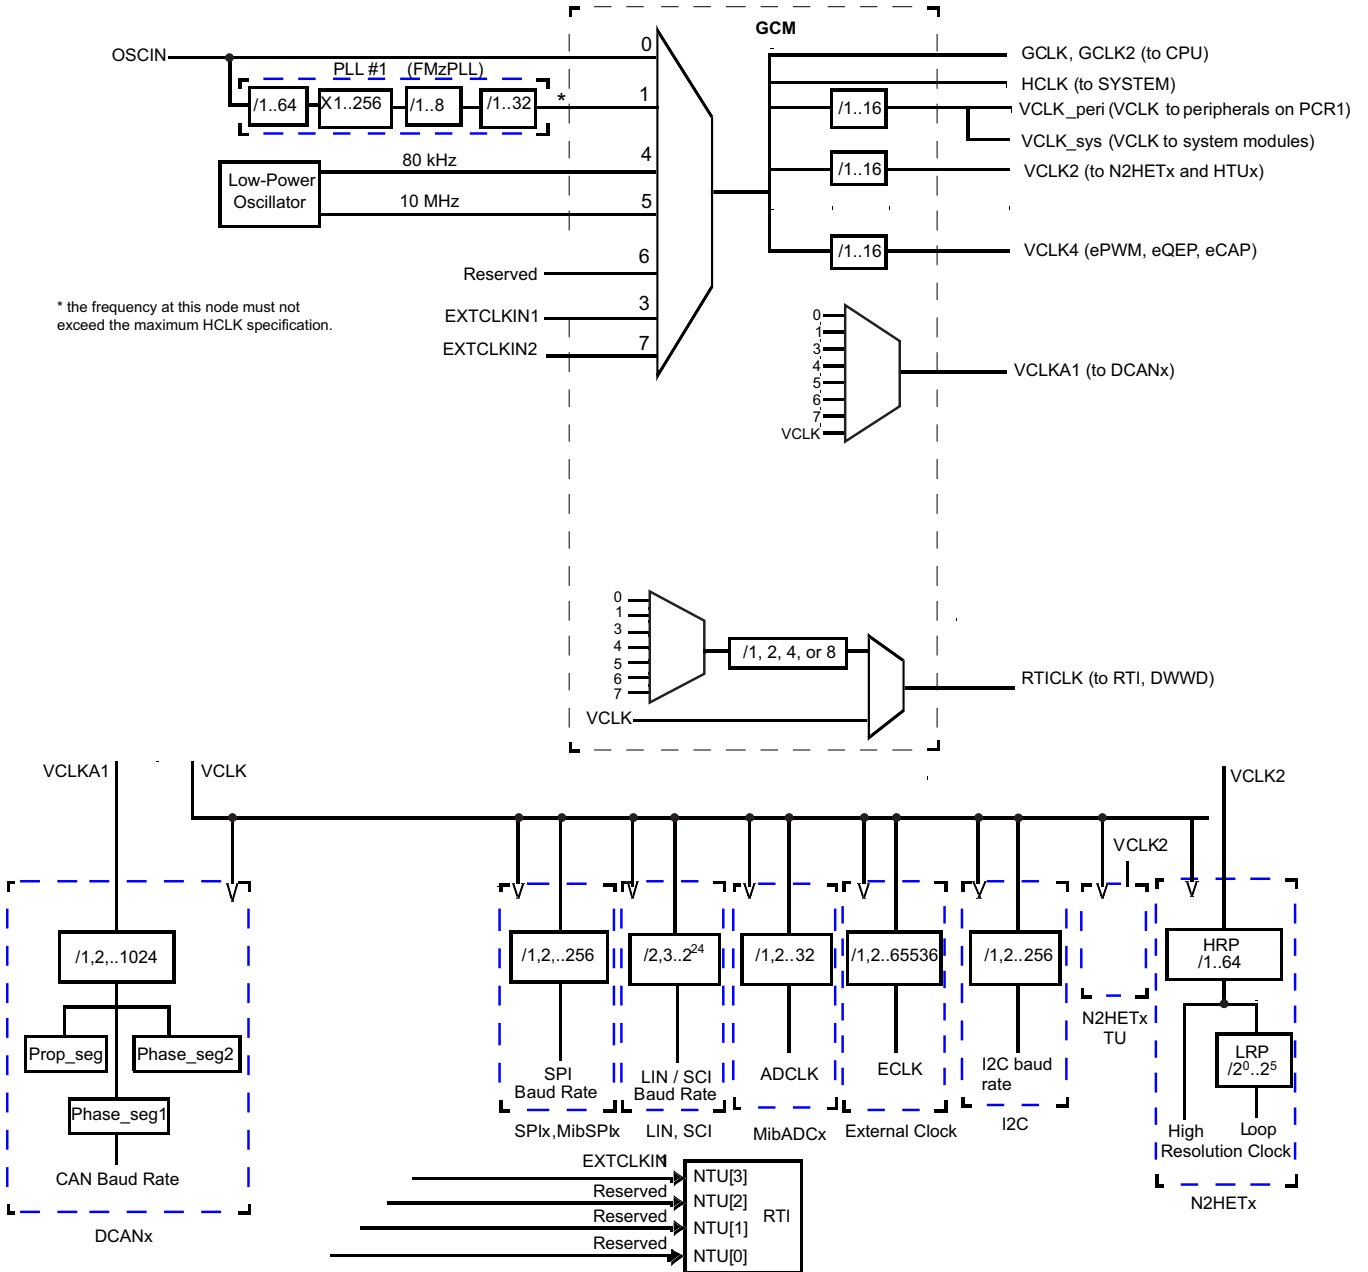 GCM
OSCIN
PLL #1 (FMzPLL)
/1..64
X1..256
/1..8
/1..32
*
0
1
4
5
6
3
7
80 kHz
10 MHz
Low-Power
Oscillator
Reserved
EXTCLKIN1
EXTCLKIN2
* the frequency at this node must not
exceed the maximum HCLK specification.
GCLK, GCLK2 (to CPU)
HCLK (to SYSTEM)
/1..16
VCLK_peri (VCLK to peripherals on PCR1)
VCLK_sys (VCLK to system modules)
/1..16
VCLK2 (to N2HETx and HTUx)
/1..16
VCLK4 (ePWM, eQEP, eCAP)
0
1
3
4
5
6
7
VCLK
VCLKA1 (to DCANx)
0
1
3
4
5
6
7
/1, 2, 4, or 8
VCLK
RTICLK (to RTI, DWWD)
VCLKA1
VCLK
VCLK2
VCLK2
/1,2,..1024
Prop_seg
Phase_seg2
Phase_seg1
CAN Baud Rate
DCANx
/1,2,..256
SPI
Baud Rate
SPIx,MibSPIx
/2,3..2²⁴
LIN / SCI
Baud Rate
LIN, SCI
/1,2..32
ADCLK
MibADCx
/1,2..65536
ECLK
External Clock
/1,2..256
I2C baud
rate
I2C
N2HETx
TU
HRP
/1..64
LRP
/2⁰..2⁵
High
Loop
Resolution Clock
N2HETx
EXTCLKIN1
Reserved
Reserved
Reserved
NTU[3]
NTU[2]
NTU[1]
NTU[0]
RTI